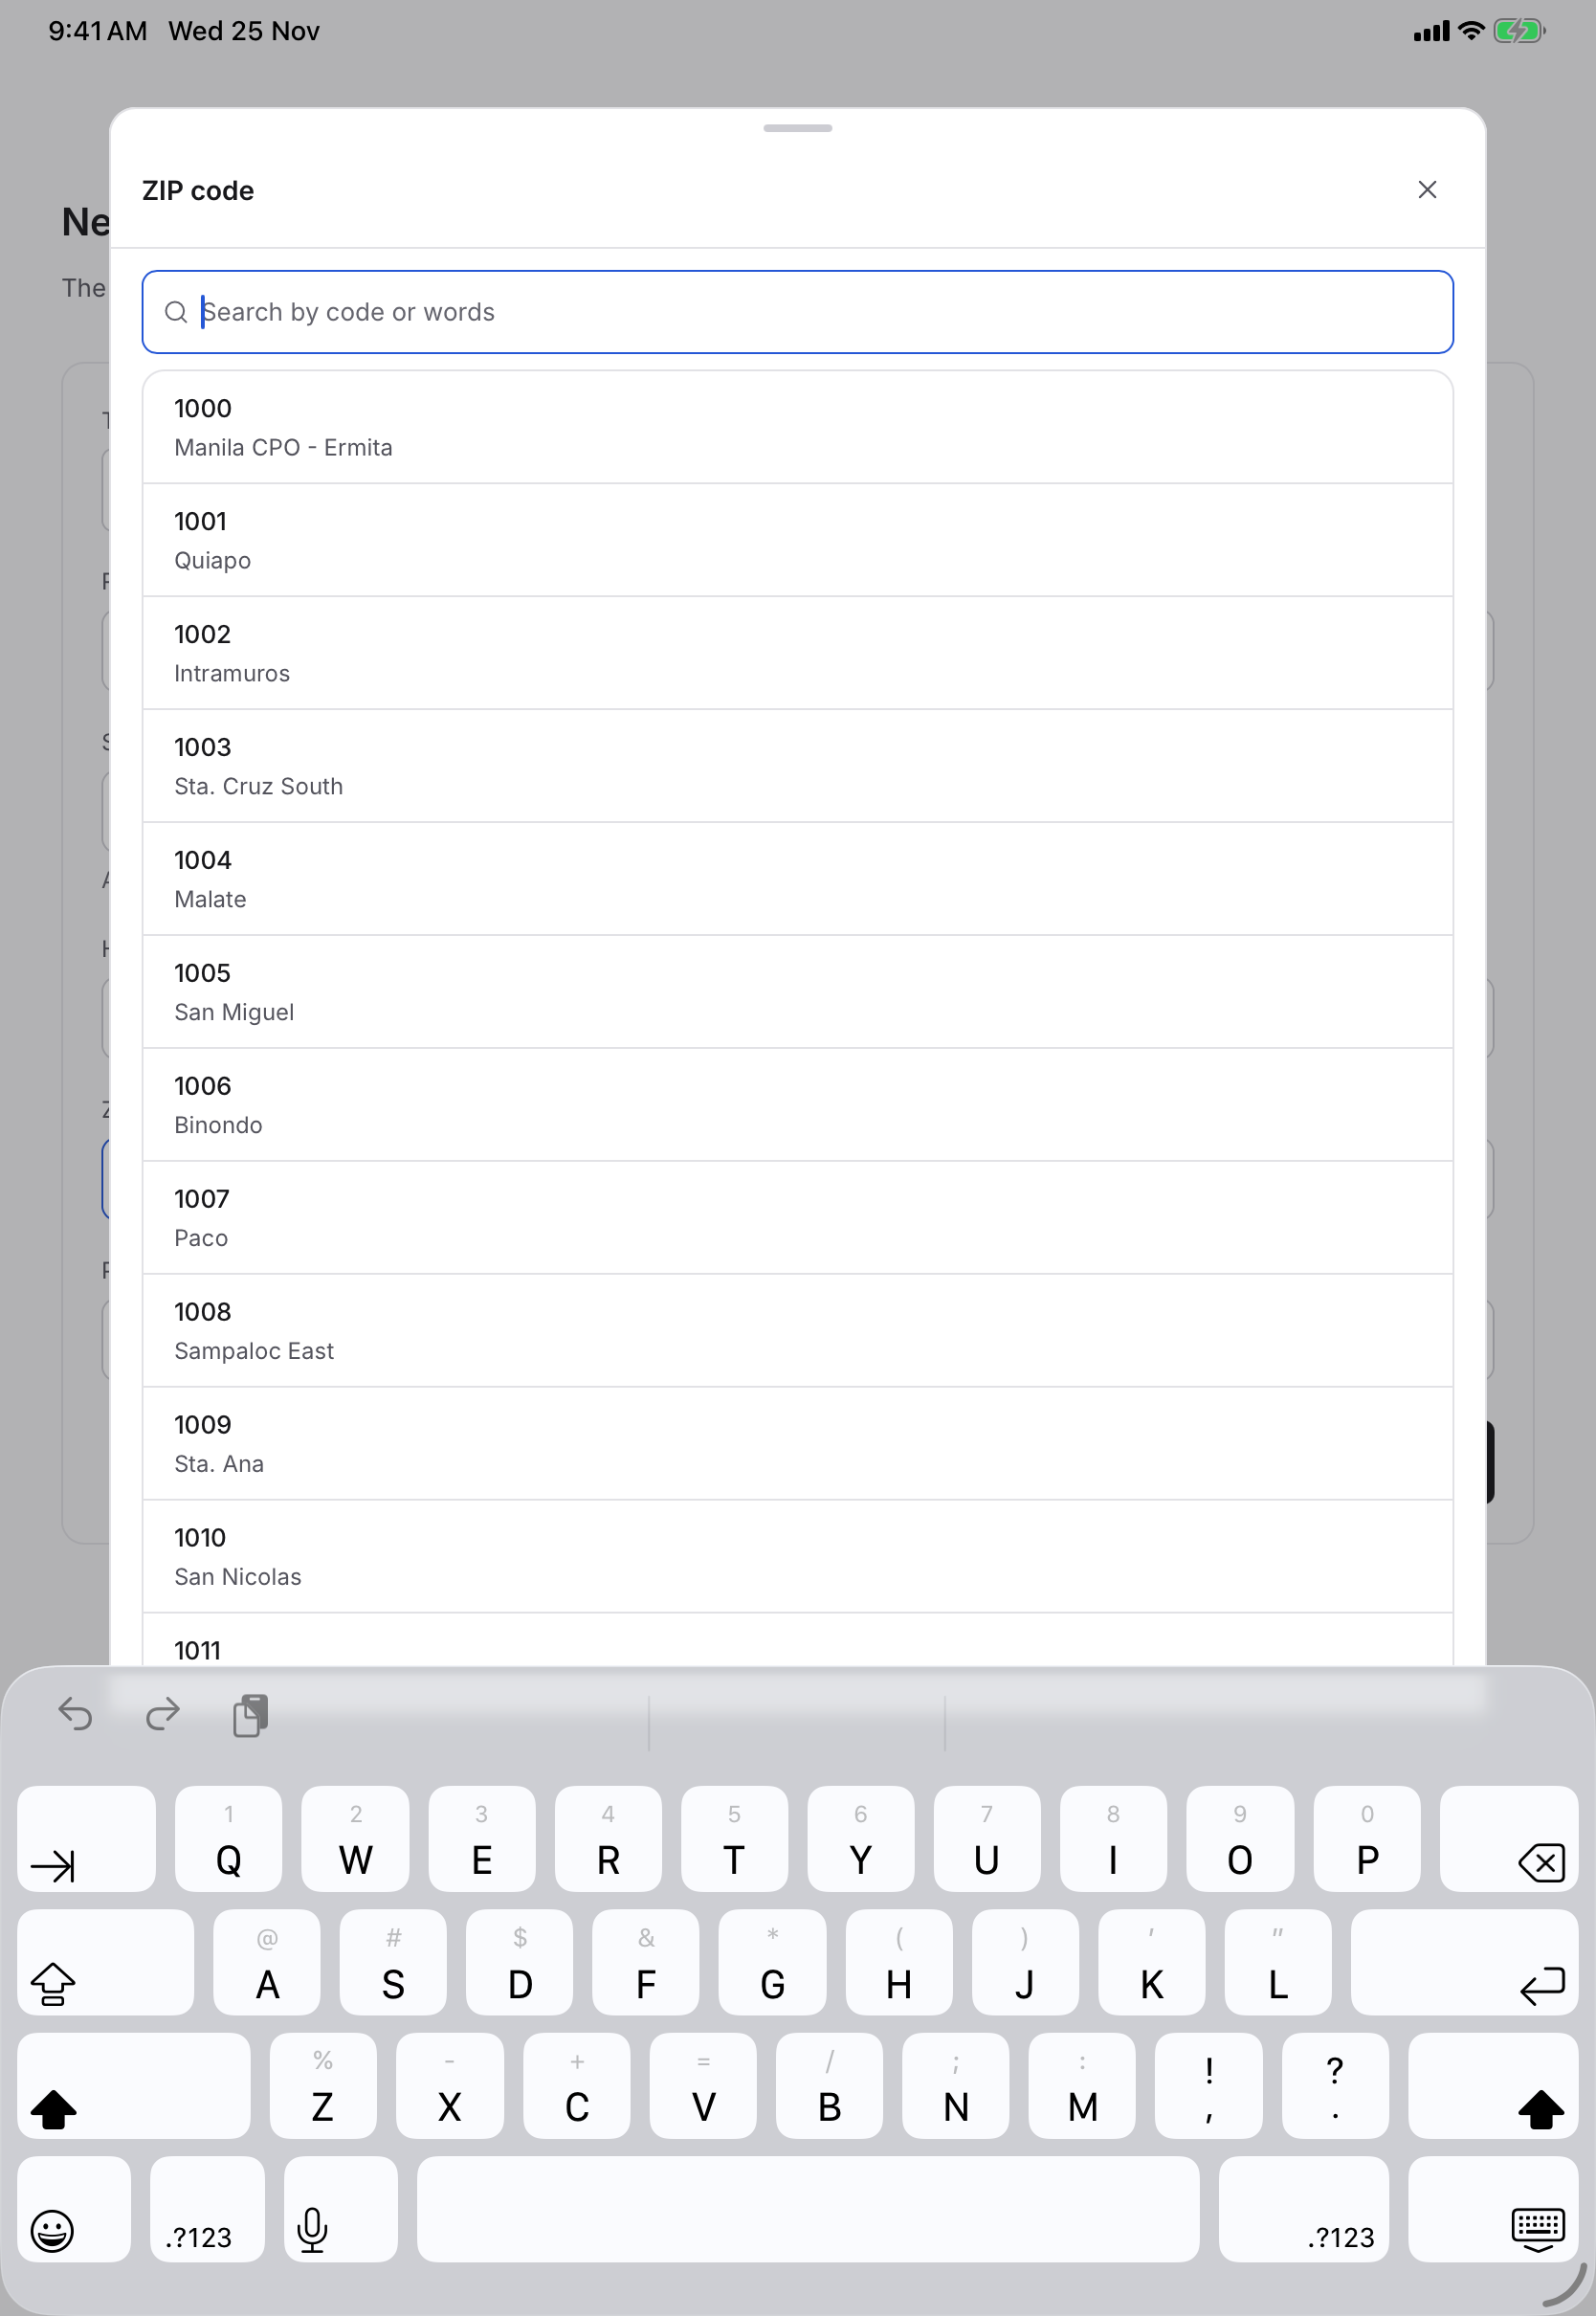 9:41 AM Wed 25 Nov
Ne
The
ZIP code
Search by code or words
1000
Manila CPO - Ermita
1001
Quiapo
1002
Intramuros
1003
Sta. Cruz South
1004
Malate
1005
San Miguel
1006
Binondo
1007
Paco
1008
Sampaloc East
1009
Sta. Ana
1010
San Nicolas
1011
1 2 3 4 5 6 7 8 9 0
Q W E R T Y U I O P
@ # $ & * ( ) ' "
A S D F G H J K L
% - + = / ; : ! ?
Z X C V B N M , .
.?123 .?123